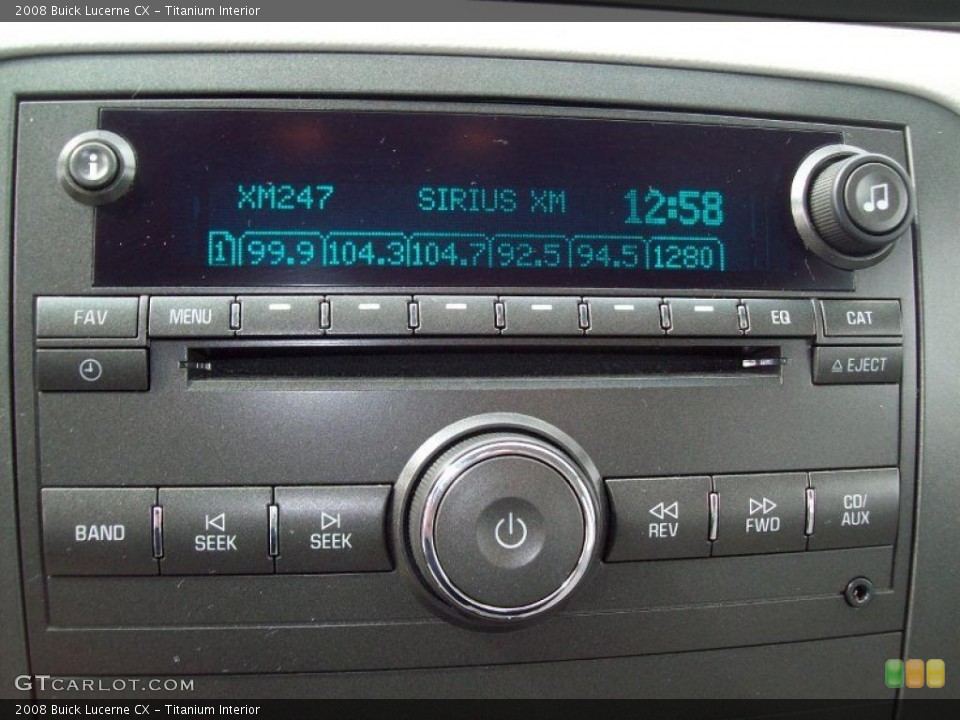 2008 Buick Lucerne CX - Titanium Interior
i
XM247 SIRIUS XM 12:58
1 99.9 104.3 104.7 92.5 94.5 1280
FAV MENU EQ CAT
EJECT
BAND SEEK SEEK REV FWD CD/
AUX
GTCARLOT.COM
2008 Buick Lucerne CX - Titanium Interior